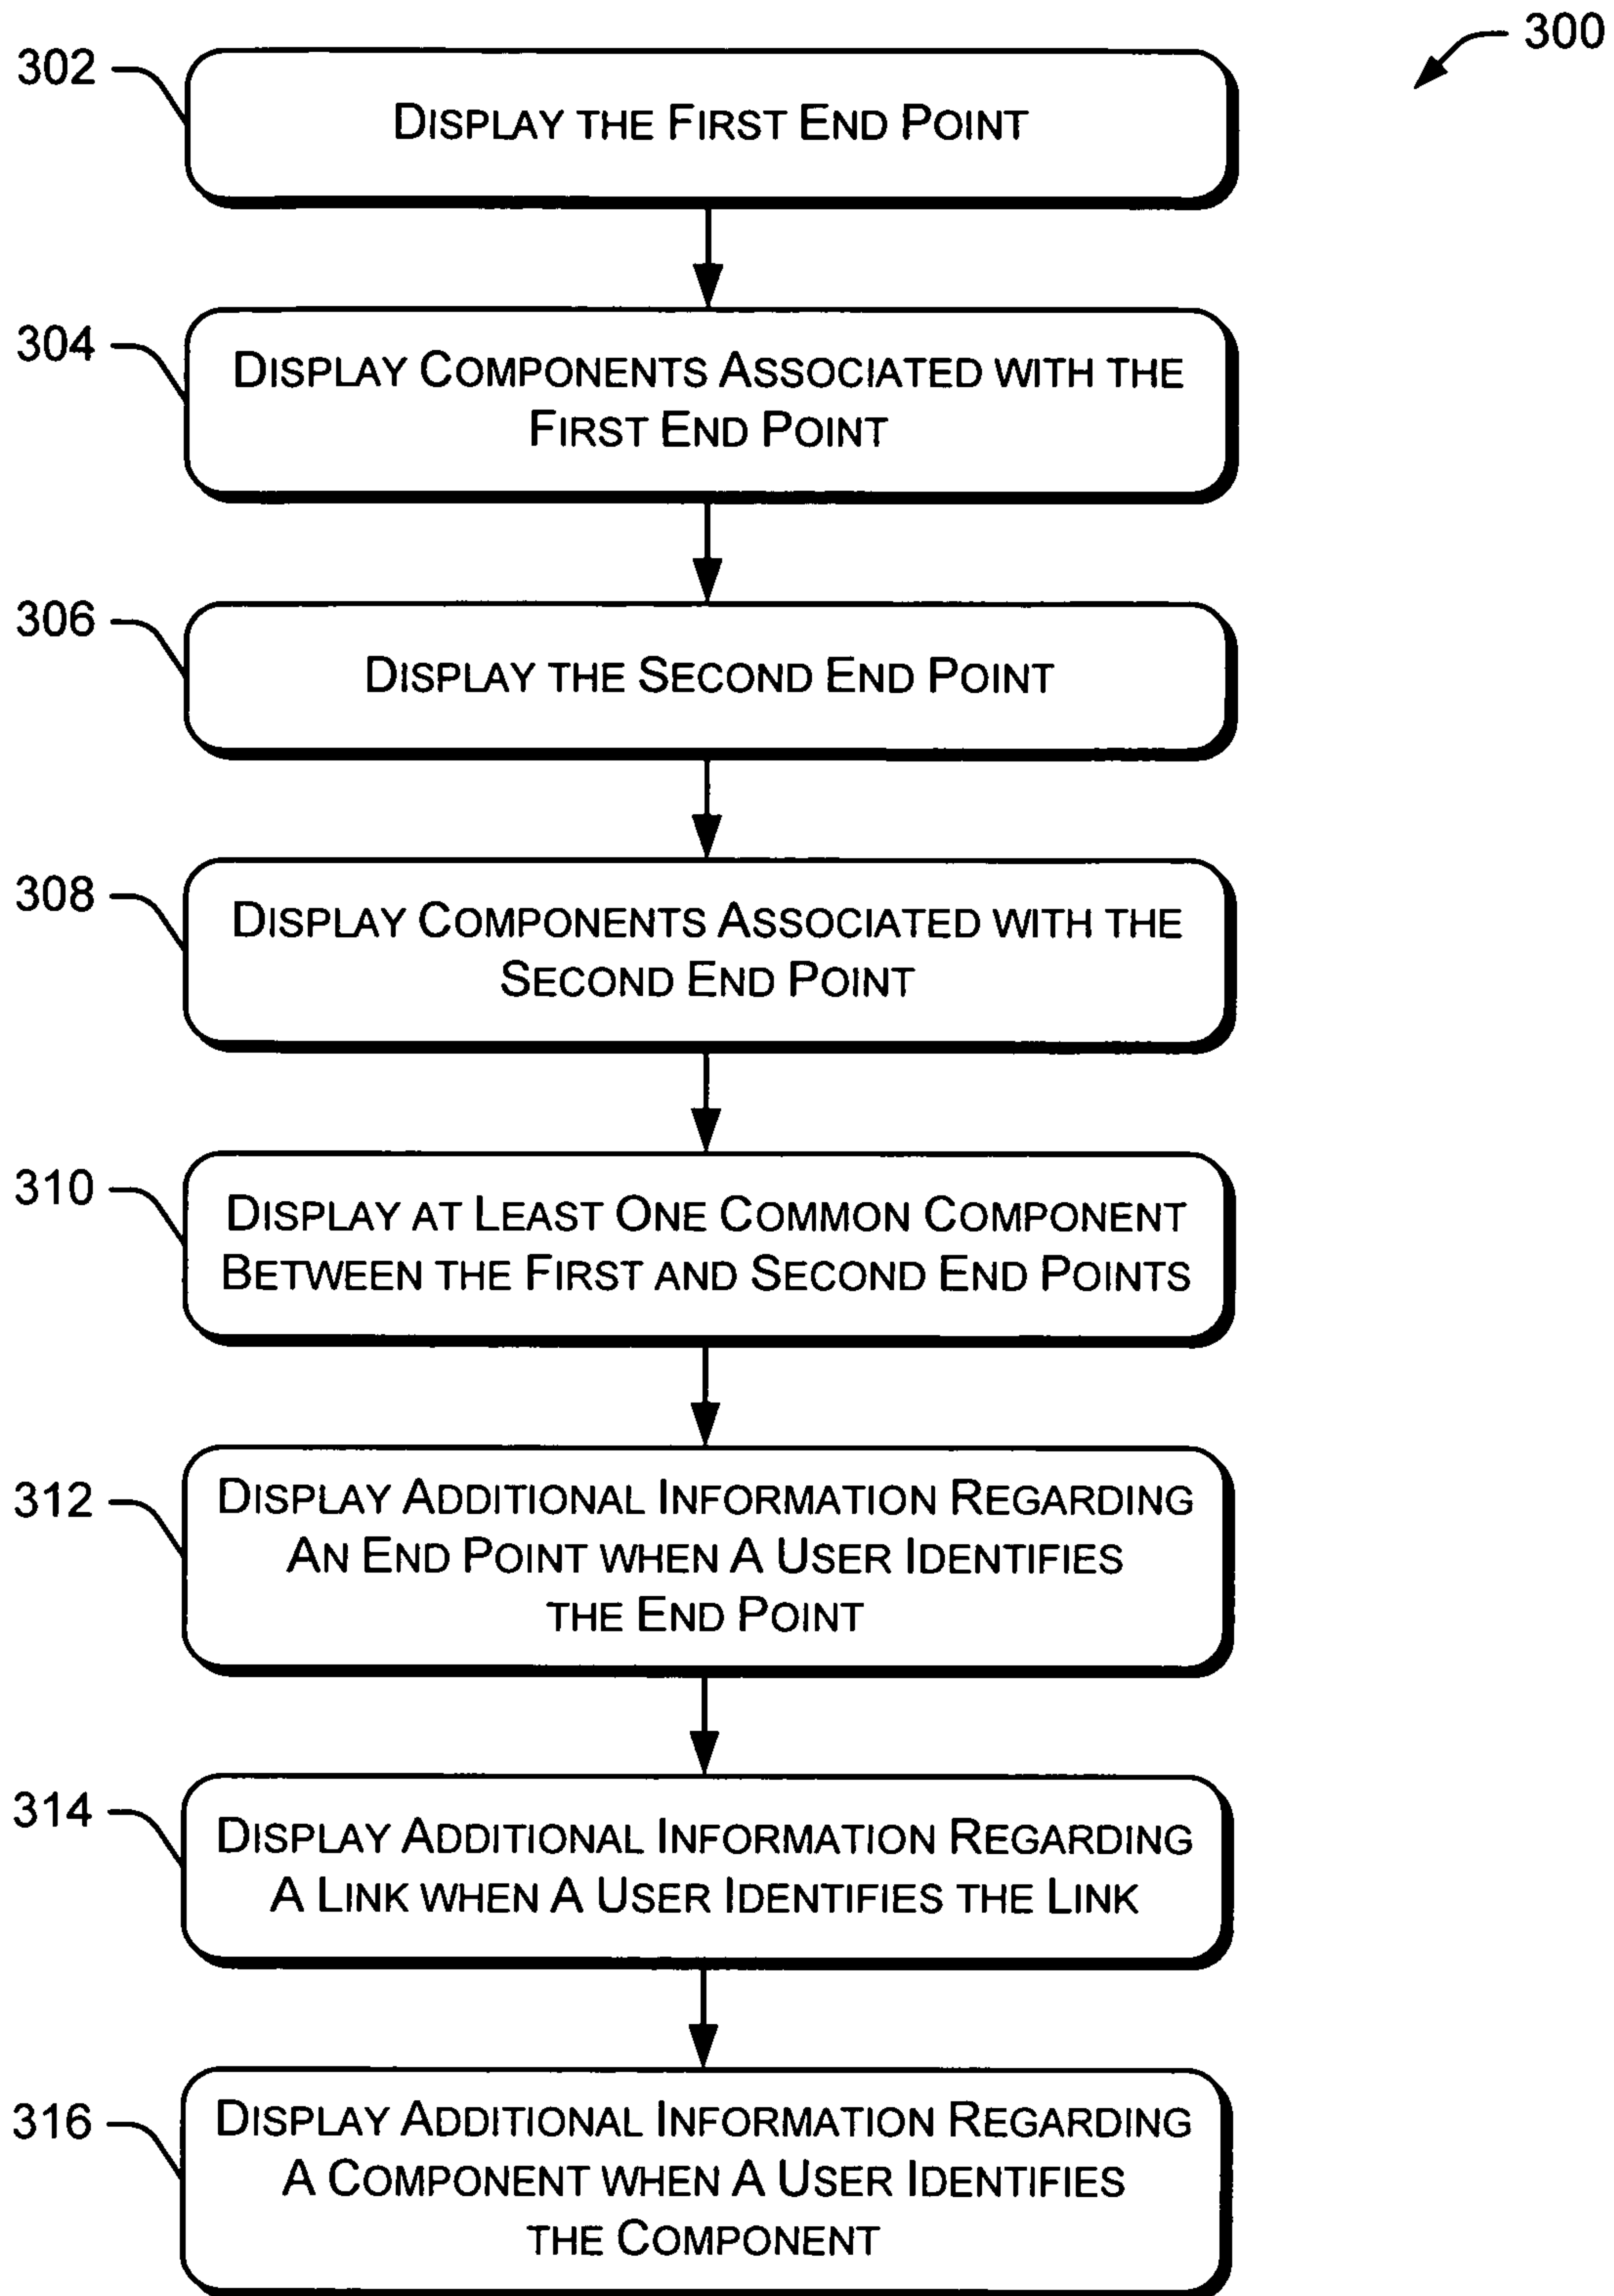 300
302
DISPLAY THE FIRST END POINT
304
DISPLAY COMPONENTS ASSOCIATED WITH THE
FIRST END POINT
306
DISPLAY THE SECOND END POINT
308
DISPLAY COMPONENTS ASSOCIATED WITH THE
SECOND END POINT
310
DISPLAY AT LEAST ONE COMMON COMPONENT
BETWEEN THE FIRST AND SECOND END POINTS
312
DISPLAY ADDITIONAL INFORMATION REGARDING
AN END POINT WHEN A USER IDENTIFIES
THE END POINT
314
DISPLAY ADDITIONAL INFORMATION REGARDING
A LINK WHEN A USER IDENTIFIES THE LINK
316
DISPLAY ADDITIONAL INFORMATION REGARDING
A COMPONENT WHEN A USER IDENTIFIES
THE COMPONENT